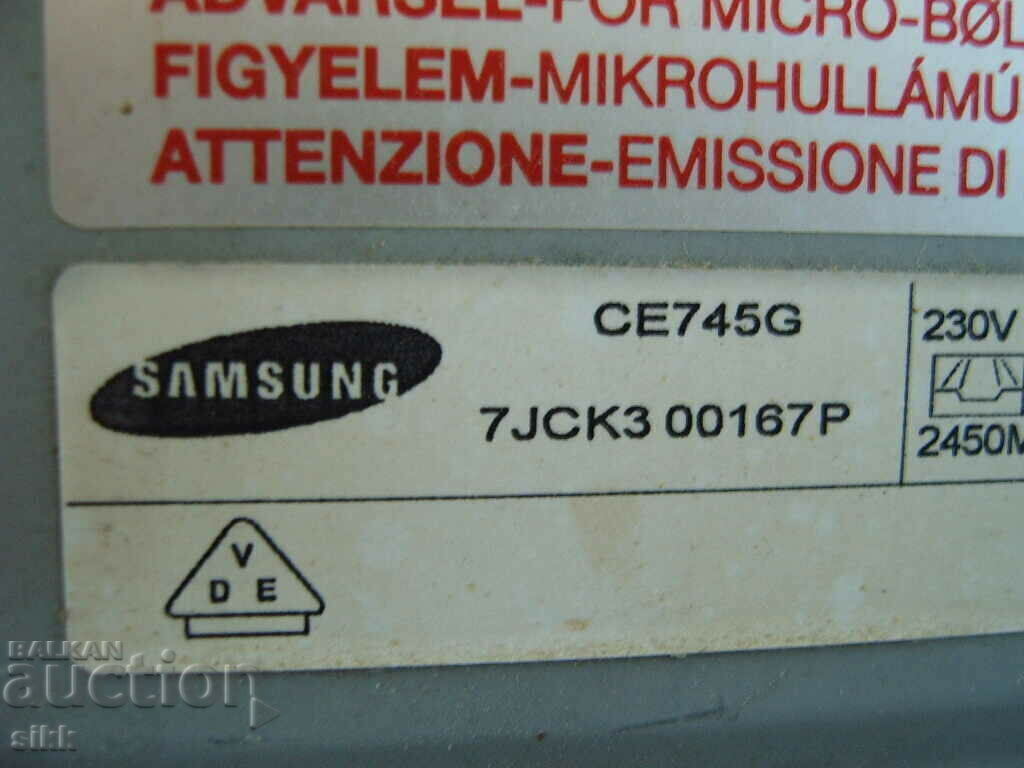 ADVARSEL-FOR MICRO-BØL
FIGYELEM-MIKROHULLÁMÚ
ATTENZIONE-EMISSIONE DI
SAMSUNG
CE745G
7JCK3 00167P
230V
2450M
V
D E
BALKAN
auction
sikk